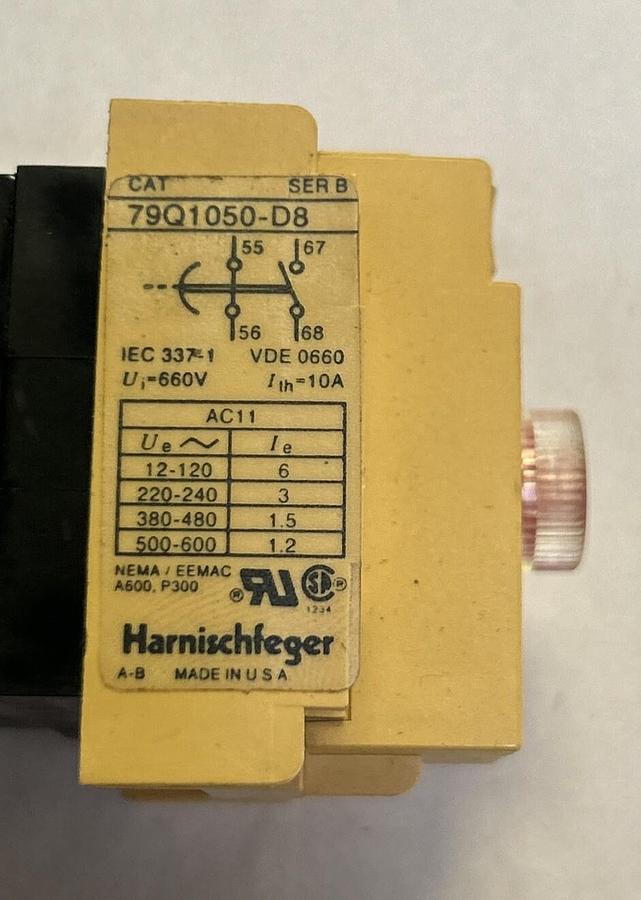 CAT SER B
79Q1050-D8
55 67
56 68
IEC 337-1 VDE 0660
Ui=660V Ith=10A
AC11
Ue ~ Ie
12-120 6
220-240 3
380-480 1.5
500-600 1.2
NEMA / EEMAC
A600, P300
® RU SA ®
1234
Harnischfeger
A-B MADE IN U S A